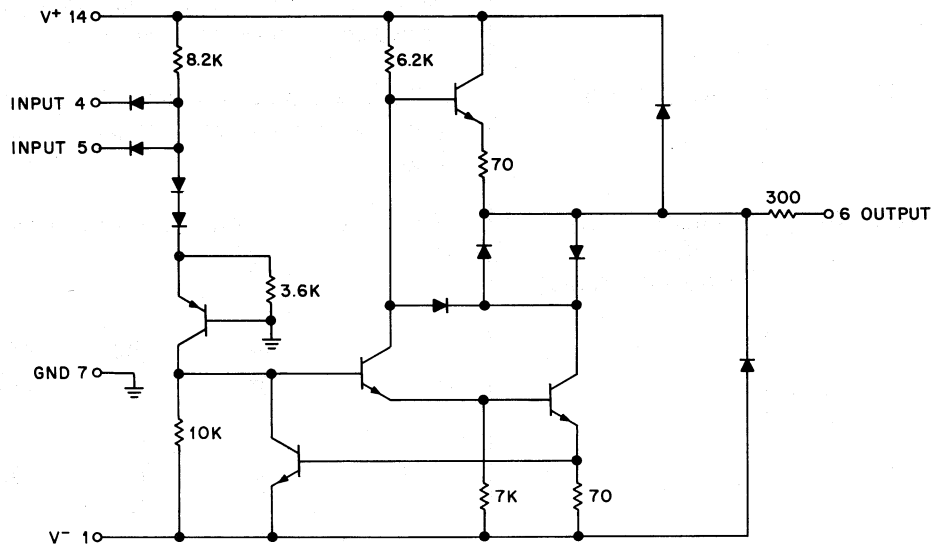 V+ 14
8.2K
6.2K
INPUT 4
INPUT 5
70
300
6 OUTPUT
3.6K
GND 7
10K
7K
70
V- 1